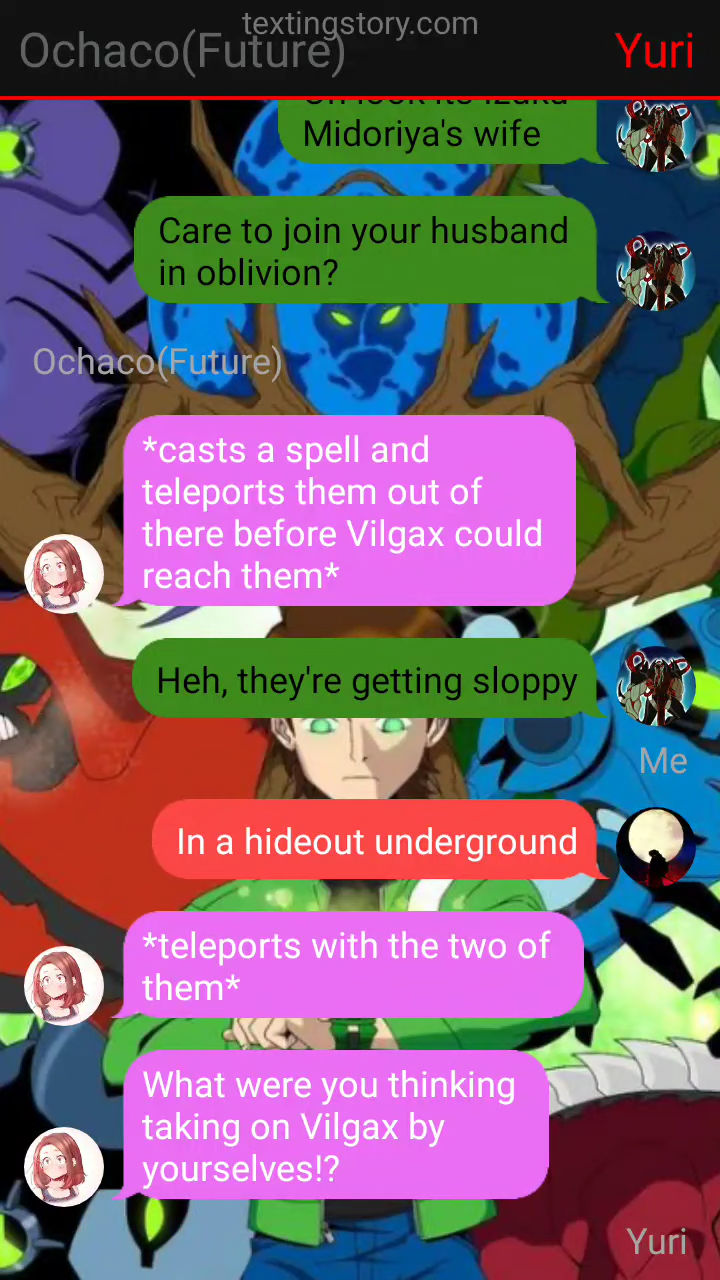 textingstory.com
Ochaco(Future)
Yuri
Midoriya's wife
Care to join your husband
in oblivion?
Ochaco(Future)
*casts a spell and
teleports them out of
there before Vilgax could
reach them*
Heh, they're getting sloppy
Me
In a hideout underground
*teleports with the two of
them*
What were you thinking
taking on Vilgax by
yourselves!?
Yuri